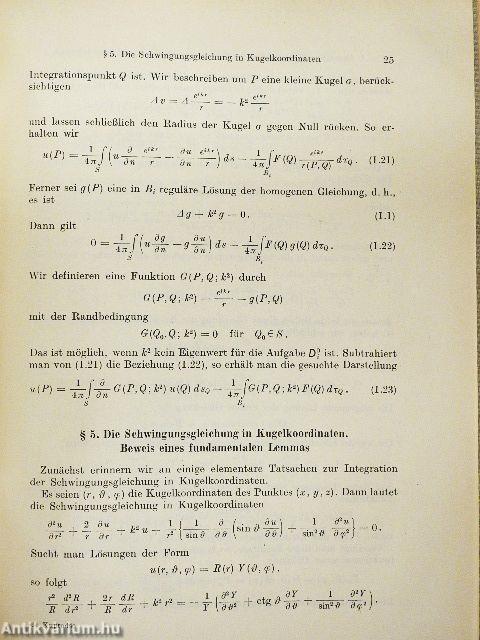 § 5. Die Schwingungsgleichung in Kugelkoordinaten 25
Integrationspunkt Q ist. Wir beschreiben um P eine kleine Kugel σ, berück-
sichtigen
Δv = Δ e^{ikr}/r = − k² e^{ikr}/r
und lassen schließlich den Radius der Kugel σ gegen Null rücken. So er-
halten wir
u(P) = 1/4π ∫_S (u ∂/∂n e^{ikr}/r − ∂u/∂n e^{ikr}/r) ds − 1/4π ∫_{B_i} F(Q) e^{ikr}/r(P,Q) dτ_Q. (1.21)
Ferner sei g(P) eine in B_i reguläre Lösung der homogenen Gleichung, d. h.,
es ist
Δg + k² g = 0. (1.1)
Dann gilt
0 = 1/4π ∫_S (u ∂g/∂n − g ∂u/∂n) ds − 1/4π ∫_{B_i} F(Q) g(Q) dτ_Q. (1.22)
Wir definieren eine Funktion G(P, Q; k²) durch
G(P, Q; k²) = e^{ikr}/r − g(P, Q)
mit der Randbedingung
G(Q₀, Q; k²) = 0 für Q₀ ∈ S.
Das ist möglich, wenn k² kein Eigenwert für die Aufgabe D_i^0 ist. Subtrahiert
man von (1.21) die Beziehung (1.22), so erhält man die gesuchte Darstellung
u(P) = 1/4π ∫_S ∂/∂n G(P, Q; k²) u(Q) ds_Q − 1/4π ∫_{B_i} G(P, Q; k²) F(Q) dτ_Q. (1.23)
§ 5. Die Schwingungsgleichung in Kugelkoordinaten.
Beweis eines fundamentalen Lemmas
Zunächst erinnern wir an einige elementare Tatsachen zur Integration
der Schwingungsgleichung in Kugelkoordinaten.
Es seien (r, ϑ, φ) die Kugelkoordinaten des Punktes (x, y, z). Dann lautet
die Schwingungsgleichung in Kugelkoordinaten
∂²u/∂r² + 2/r ∂u/∂r + k² u + 1/r² {1/sin ϑ ∂/∂ϑ (sin ϑ ∂u/∂ϑ) + 1/sin² ϑ ∂²u/∂φ²} = 0.
Sucht man Lösungen der Form
u(r, ϑ, φ) = R(r) Y(ϑ, φ),
so folgt
r²/R d²R/dr² + 2r/R dR/dr + k² r² = − 1/Y {∂²Y/∂ϑ² + ctg ϑ ∂Y/∂ϑ + 1/sin² ϑ ∂²Y/∂φ²}.
Antikvarium.hu